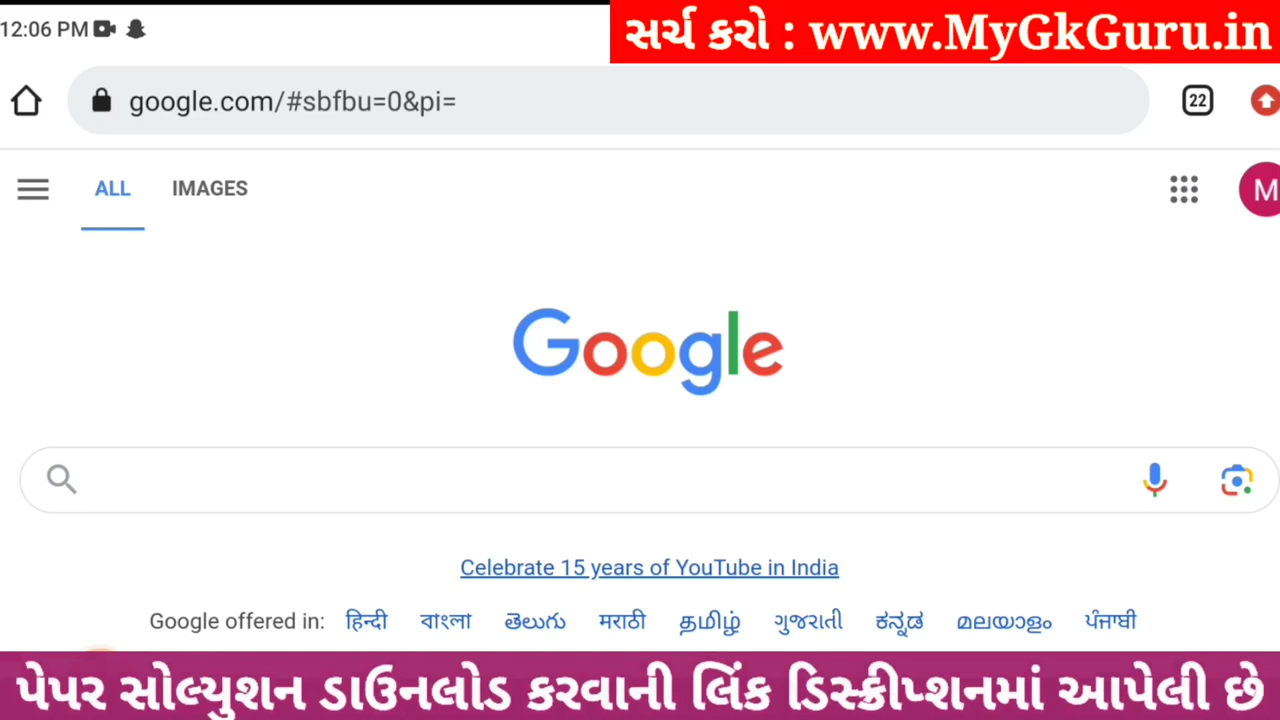 12:06 PM
સર્ચ કરો : www.MyGkGuru.in
google.com/#sbfbu=0&pi=
22
ALL IMAGES
M
Google
Celebrate 15 years of YouTube in India
Google offered in: हिन्दी বাংলা తెలుగు मराठी தமிழ் ગુજરાતી ಕನ್ನಡ മലയാളം ਪੰਜਾਬੀ
પેપર સોલ્યુશન ડાઉનલોડ કરવાની લિંક ડિસ્ક્રીપ્શનમાં આપેલી છે